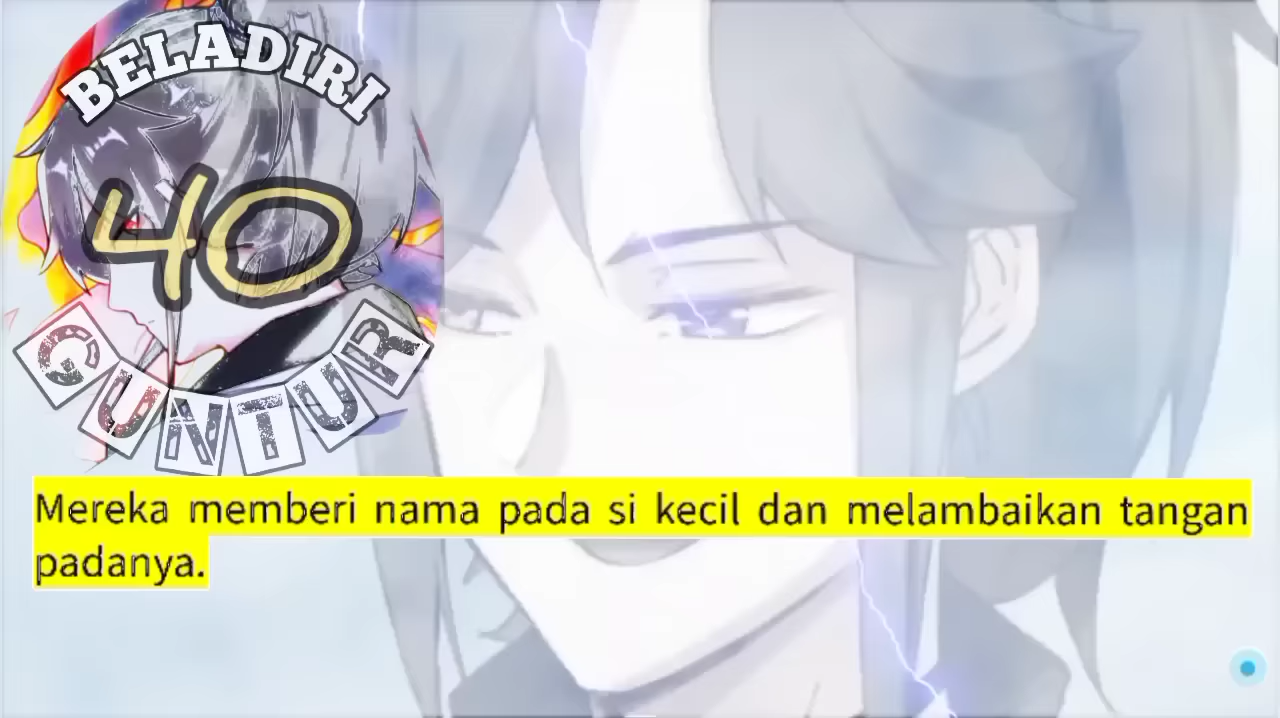 BELADIRI
40
GUNTUR
Mereka memberi nama pada si kecil dan melambaikan tangan
padanya.